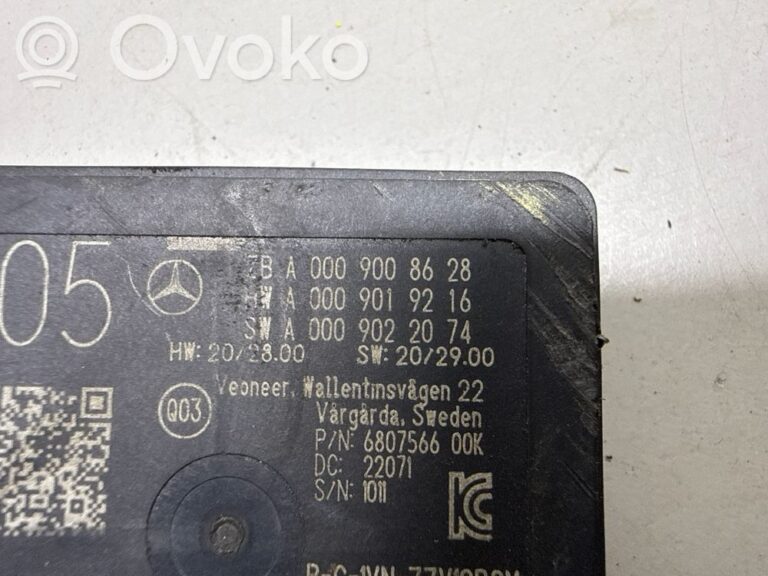 Ovoko
05
ZB A 000 900 86 28
HW A 000 901 92 16
SW A 000 902 20 74
HW: 20/28.00 SW: 20/29.00
Veoneer, Wallentinsvägen 22
Q03
Vårgårda, Sweden
P/N: 6807566 00K
DC: 22071
S/N: 1011